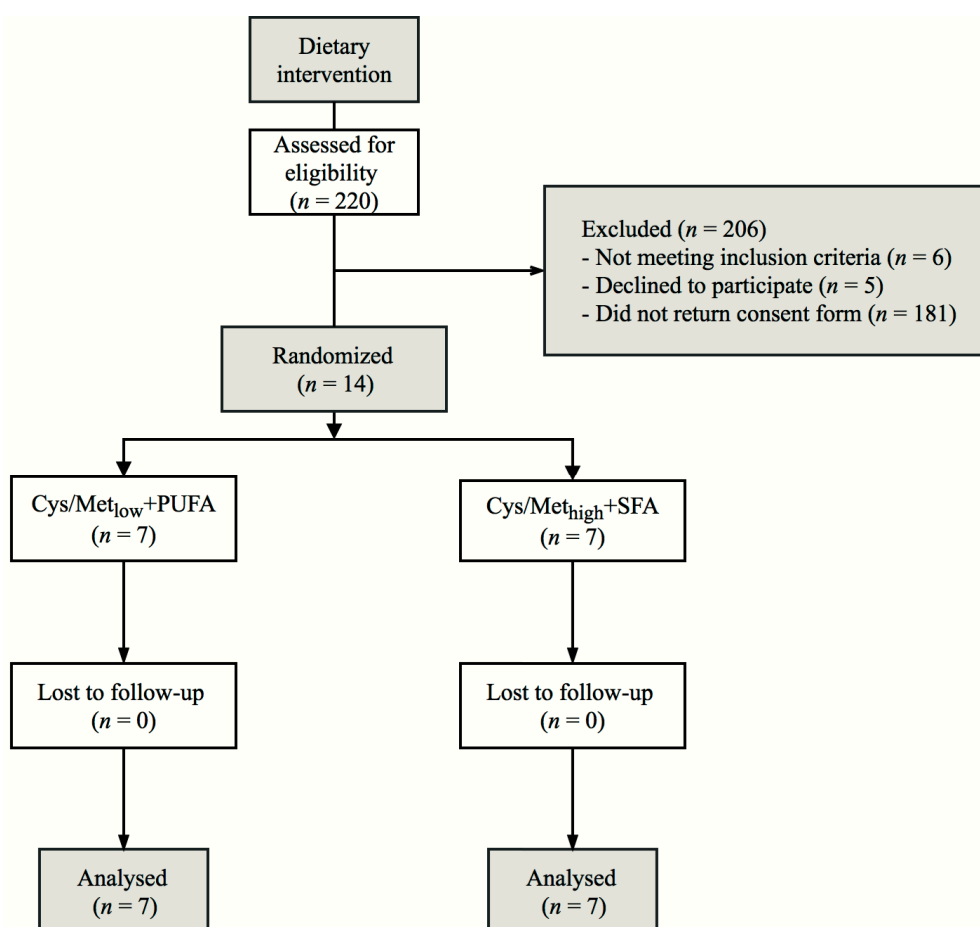 Dietary
intervention
Assessed for
eligibility
(n = 220)
Excluded (n = 206)
- Not meeting inclusion criteria (n = 6)
- Declined to participate (n = 5)
- Did not return consent form (n = 181)
Randomized
(n = 14)
Cys/Metlow+PUFA
(n = 7)
Cys/Methigh+SFA
(n = 7)
Lost to follow-up
(n = 0)
Lost to follow-up
(n = 0)
Analysed
(n = 7)
Analysed
(n = 7)